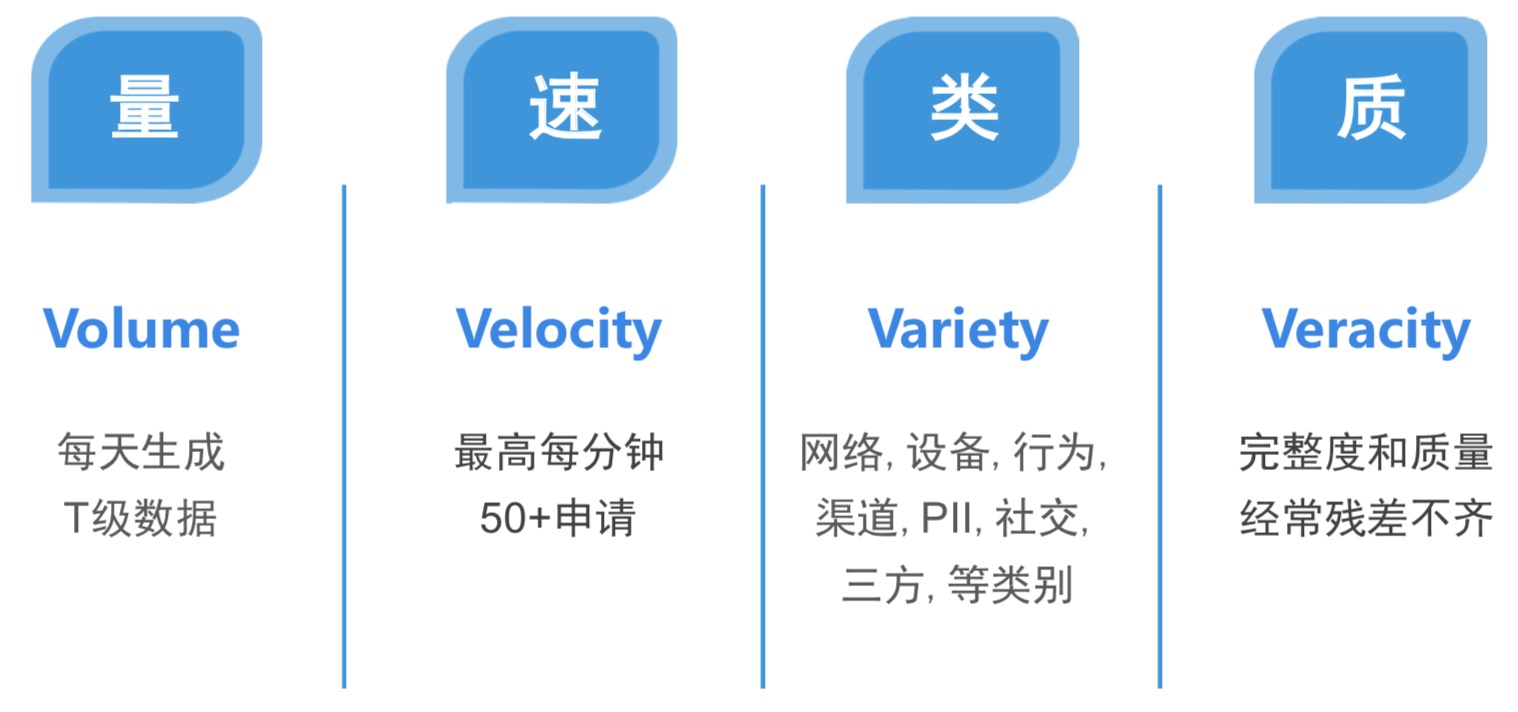 量
Volume
每天生成
T级数据
速
Velocity
最高每分钟
50+申请
类
Variety
网络, 设备, 行为,
渠道, PII, 社交,
三方, 等类别
质
Veracity
完整度和质量
经常残差不齐